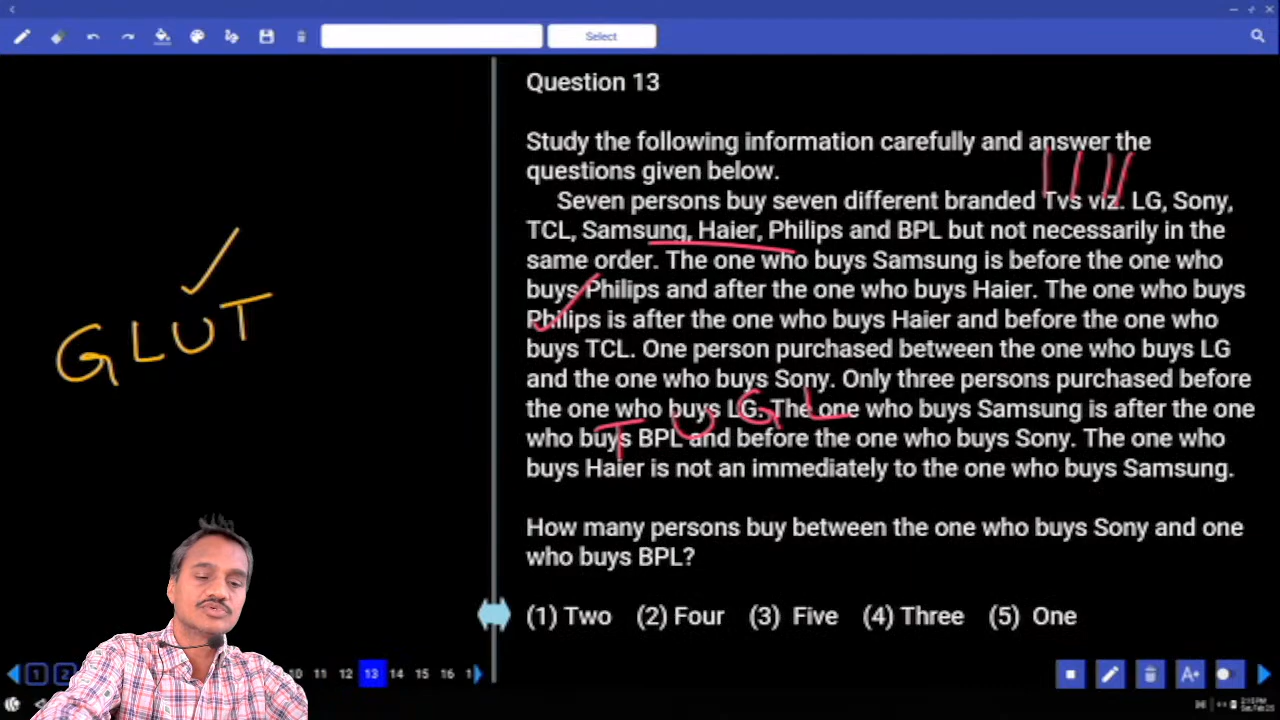 Select
Question 13
Study the following information carefully and answer the
questions given below.
Seven persons buy seven different branded Tvs viz. LG, Sony,
TCL, Samsung, Haier, Philips and BPL but not necessarily in the
same order. The one who buys Samsung is before the one who
buys Philips and after the one who buys Haier. The one who buys
Philips is after the one who buys Haier and before the one who
buys TCL. One person purchased between the one who buys LG
and the one who buys Sony. Only three persons purchased before
the one who buys LG. The one who buys Samsung is after the one
who buys BPL and before the one who buys Sony. The one who
buys Haier is not an immediately to the one who buys Samsung.
T U G L
How many persons buy between the one who buys Sony and one
who buys BPL?
(1) Two (2) Four (3) Five (4) Three (5) One
GLUT
1 2 10 11 12 13 14 15 16 1
A+